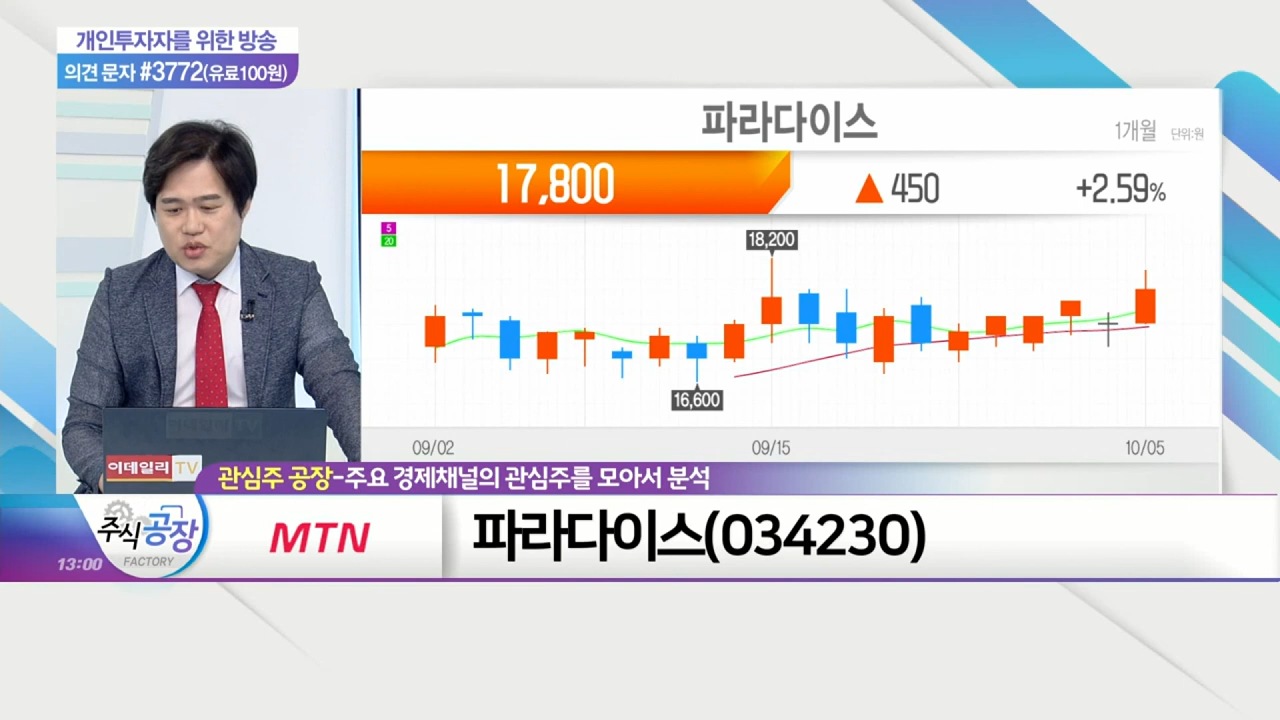 개인투자자를 위한 방송
의견 문자 #3772(유료100원)
파라다이스
1개월 단위:원
17,800
▲ 450
+2.59%
5
20
18,200
16,600
09/02
09/15
10/05
이데일리 TV
관심주 공장-주요 경제채널의 관심주를 모아서 분석
주식공장
FACTORY
13:00
MTN
파라다이스(034230)